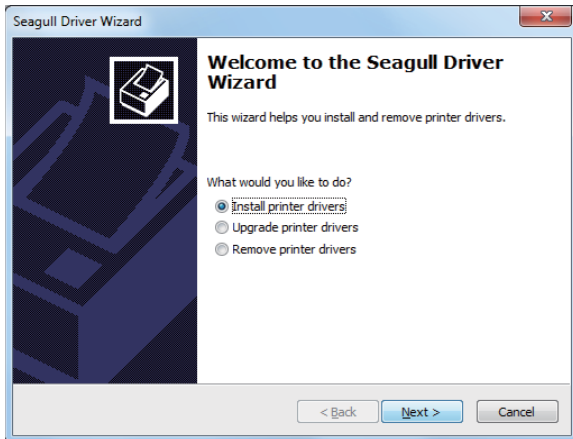 Seagull Driver Wizard
Welcome to the Seagull Driver
Wizard
This wizard helps you install and remove printer drivers.
What would you like to do?
Install printer drivers
Upgrade printer drivers
Remove printer drivers
< Back
Next >
Cancel